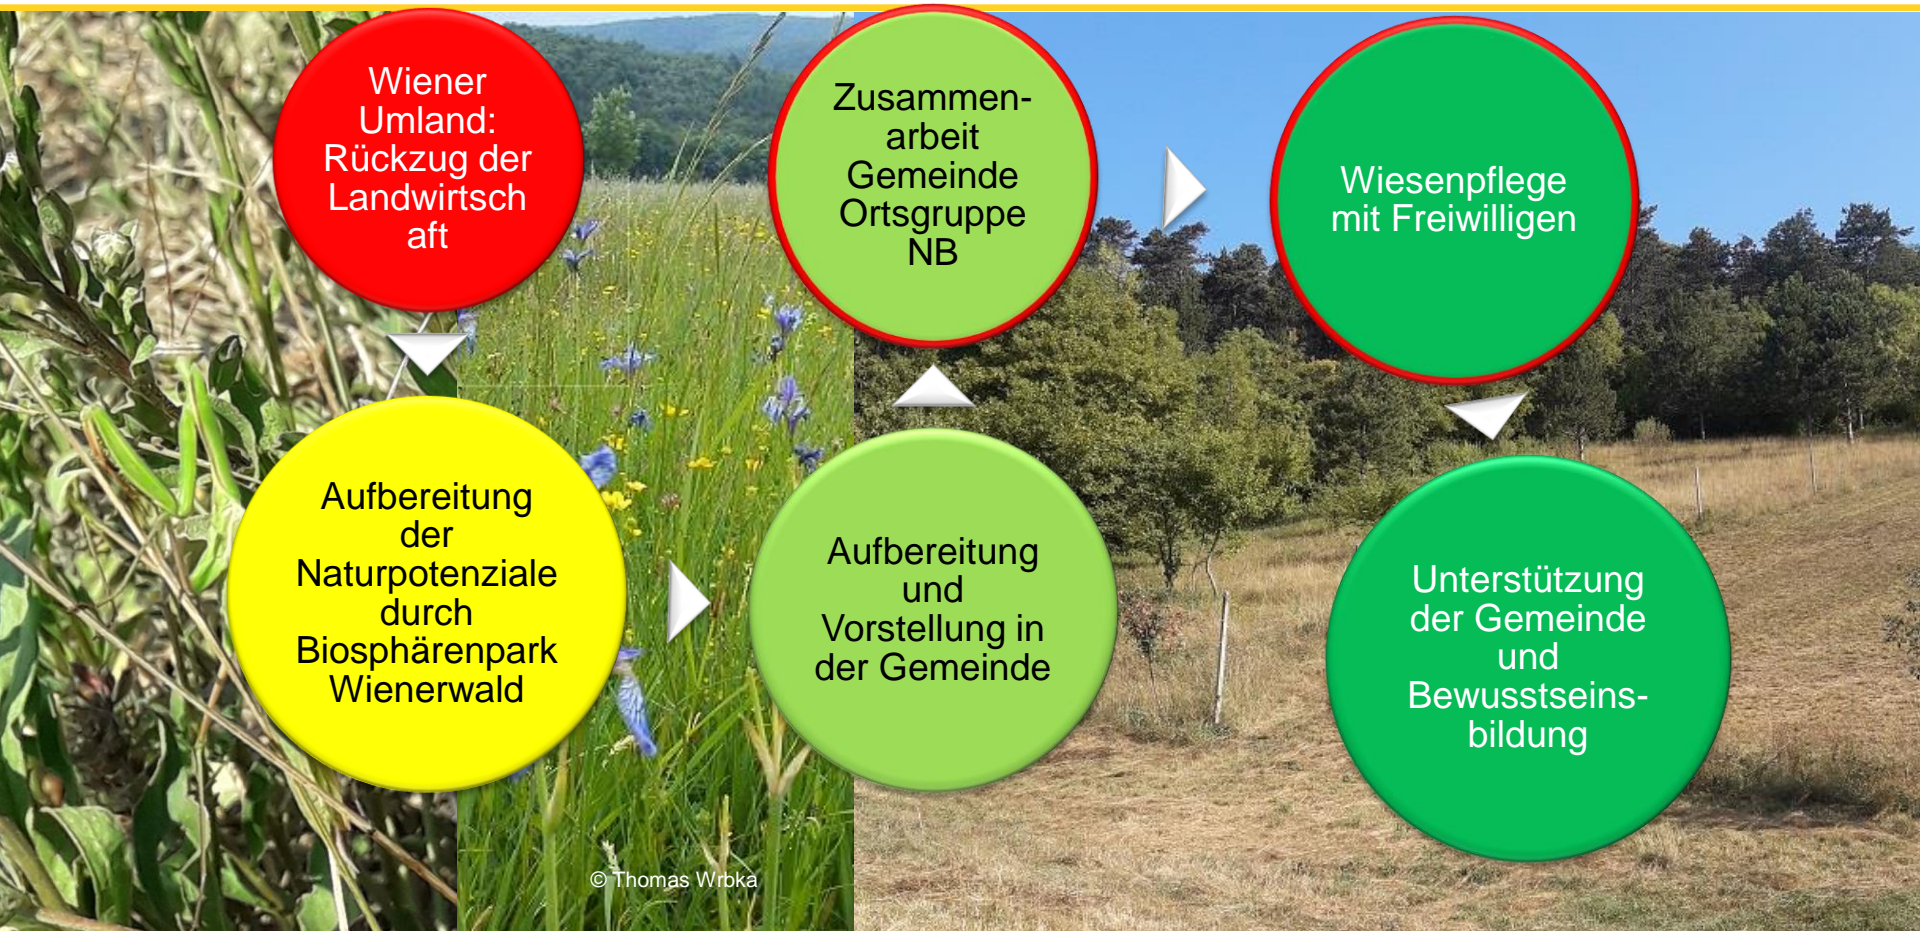 Wiener
Umland:
Rückzug der
Landwirtsch
aft
Aufbereitung
der
Naturpotenziale
durch
Biosphärenpark
Wienerwald
Aufbereitung
und
Vorstellung in
der Gemeinde
Zusammen-
arbeit
Gemeinde
Ortsgruppe
NB
Wiesenpflege
mit Freiwilligen
Unterstützung
der Gemeinde
und
Bewusstseins-
bildung
© Thomas Wrbka